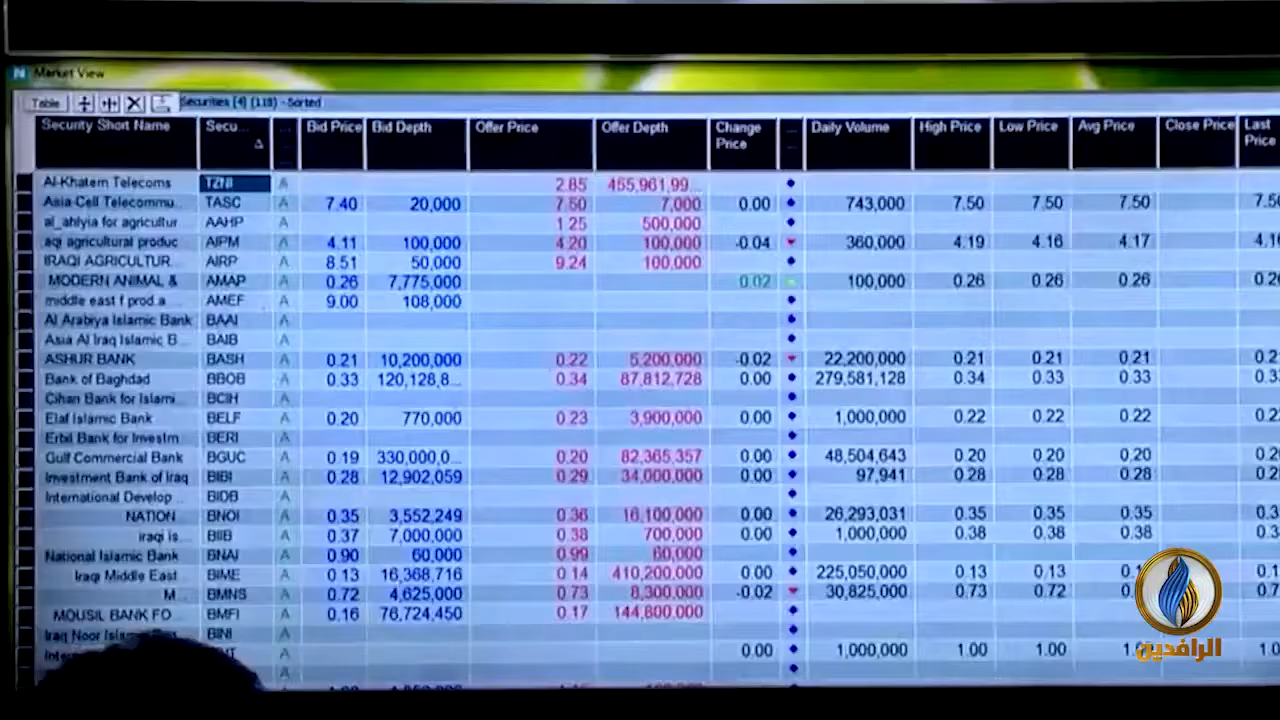 Market View
Table Securities [4] (118) - Sorted
Security Short Name Secu... Bid Price Bid Depth Offer Price Offer Depth Change Price Daily Volume High Price Low Price Avg Price Close Price Last Price
Al-Khatem Telecoms TZNI A 2.85 455,961,99...
Asia Cell Telecommu... TASC A 7.40 20,000 7.50 7,000 0.00 743,000 7.50 7.50 7.50
al_ahlyia for agricultur AAHP A 1.25 500,000
aqi agricultural produc AIPM A 4.11 100,000 4.20 100,000 -0.04 360,000 4.19 4.16 4.17
IRAQI AGRICULTUR... AIRP A 8.51 50,000 9.24 100,000
MODERN ANIMAL & AMAP A 0.26 7,775,000 0.02 100,000 0.26 0.26 0.26
middle east f prod a... AMEF A 9.00 108,000
Al Arabiya Islamic Bank BAAI A
Asia Al Iraq Islamic B... BAIB A
ASHUR BANK BASH A 0.21 10,200,000 0.22 5,200,000 -0.02 22,200,000 0.21 0.21 0.21
Bank of Baghdad BBOB A 0.33 120,128,8... 0.34 87,812,728 0.00 279,581,128 0.34 0.33 0.33
Cihan Bank for Islami... BCIH A
Elaf Islamic Bank BELF A 0.20 770,000 0.23 3,900,000 0.00 1,000,000 0.22 0.22 0.22
Erbil Bank for Investm... BERI A
Gulf Commercial Bank BGUC A 0.19 330,000,0... 0.20 82,365,357 0.00 48,504,643 0.20 0.20 0.20
Investment Bank of Iraq BIBI A 0.28 12,902,059 0.29 34,000,000 0.00 97,941 0.28 0.28 0.28
International Develop... BIDB A
NATION... BNOI A 0.35 3,552,249 0.36 16,100,000 0.00 26,293,031 0.35 0.35 0.35
iraqi is... BIIB A 0.37 7,000,000 0.38 700,000 0.00 1,000,000 0.38 0.38 0.38
National Islamic Bank BNAI A 0.90 60,000 0.99 60,000
Iraqi Middle East... BIME A 0.13 16,368,716 0.14 410,200,000 0.00 225,050,000 0.13 0.13
M... BMNS A 0.72 4,625,000 0.73 8,300,000 -0.02 30,825,000 0.73 0.72
MOUSIL BANK FO... BMFI A 0.16 76,724,450 0.17 144,800,000
Iraq Noor Islamic BINI A
A 0.00 1,000,000 1.00 1.00
الرافدين